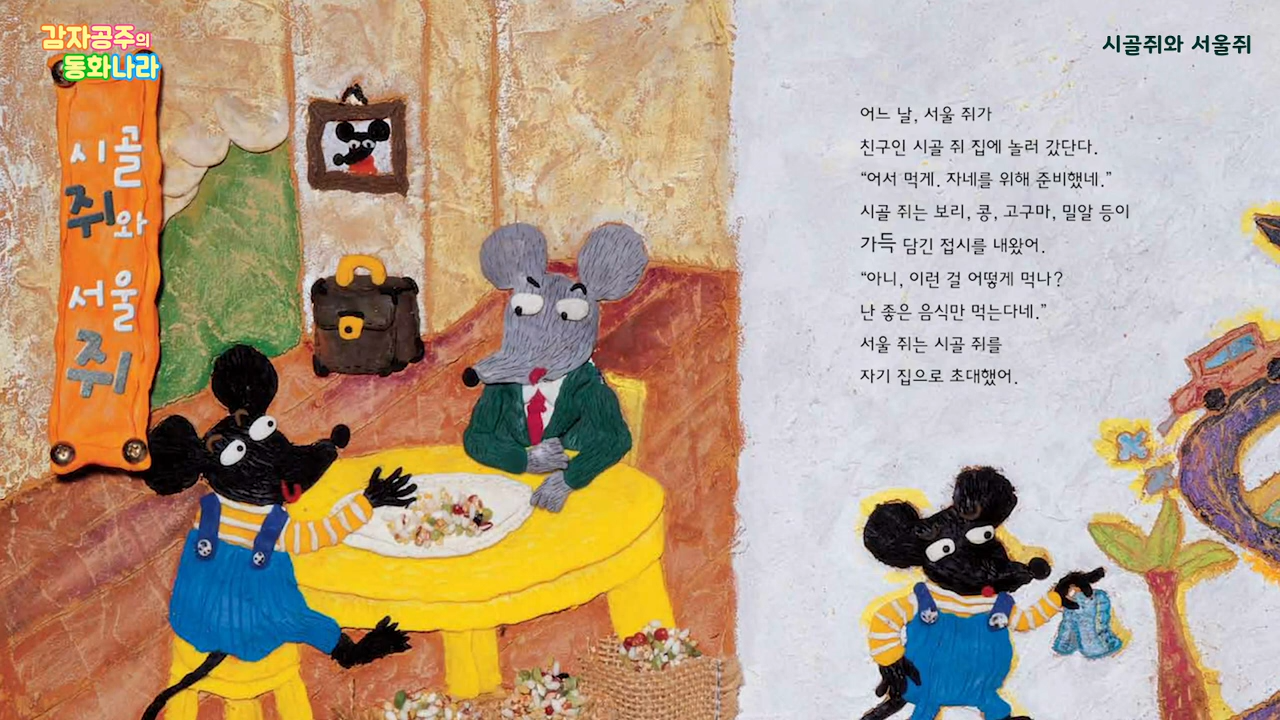 감자공주의
동화나라
시골
쥐와
서울
쥐
시골쥐와 서울쥐
어느 날, 서울 쥐가
친구인 시골 쥐 집에 놀러 갔단다.
“어서 먹게. 자네를 위해 준비했네.”
시골 쥐는 보리, 콩, 고구마, 밀알 등이
가득 담긴 접시를 내왔어.
“아니, 이런 걸 어떻게 먹나?
난 좋은 음식만 먹는다네.”
서울 쥐는 시골 쥐를
자기 집으로 초대했어.